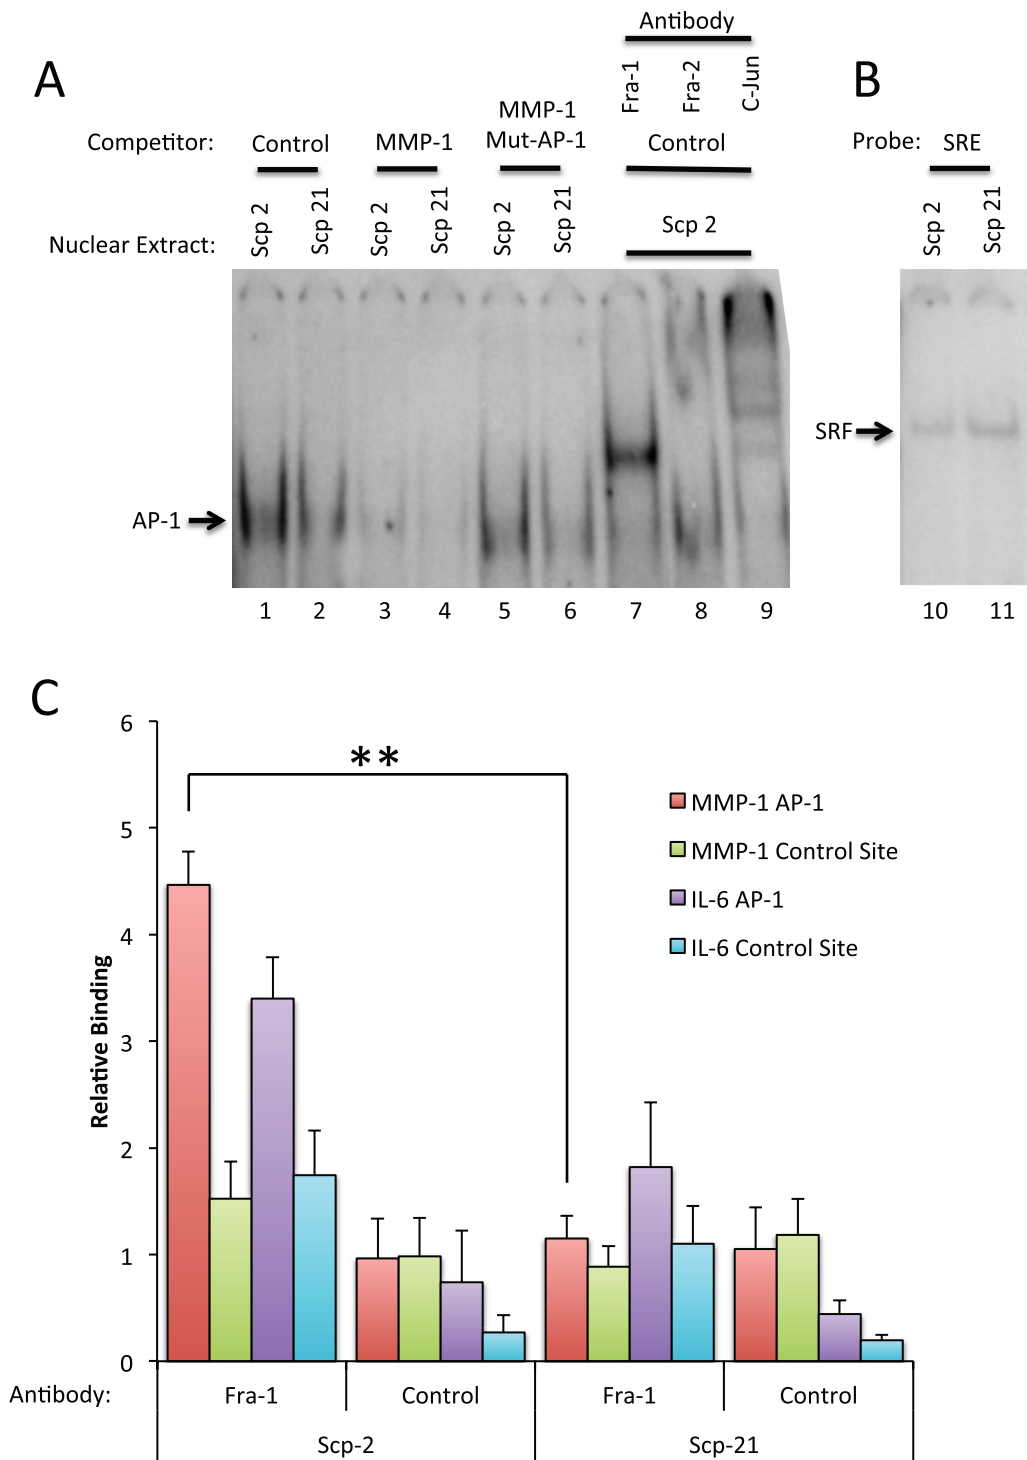 Antibody
A
Fra-1
Fra-2
C-Jun
B
Competitor:
Control
MMP-1
MMP-1
Mut-AP-1
Control
Probe:
SRE
Nuclear Extract:
Scp 2
Scp 21
Scp 2
Scp 21
Scp 2
Scp 21
Scp 2
Scp 2
Scp 21
AP-1
SRF
1 2 3 4 5 6 7 8 9 10 11
C
6
5
4
3
2
1
0
Relative Binding
**
MMP-1 AP-1
MMP-1 Control Site
IL-6 AP-1
IL-6 Control Site
Antibody: Fra-1 Control Fra-1 Control
Scp-2 Scp-21